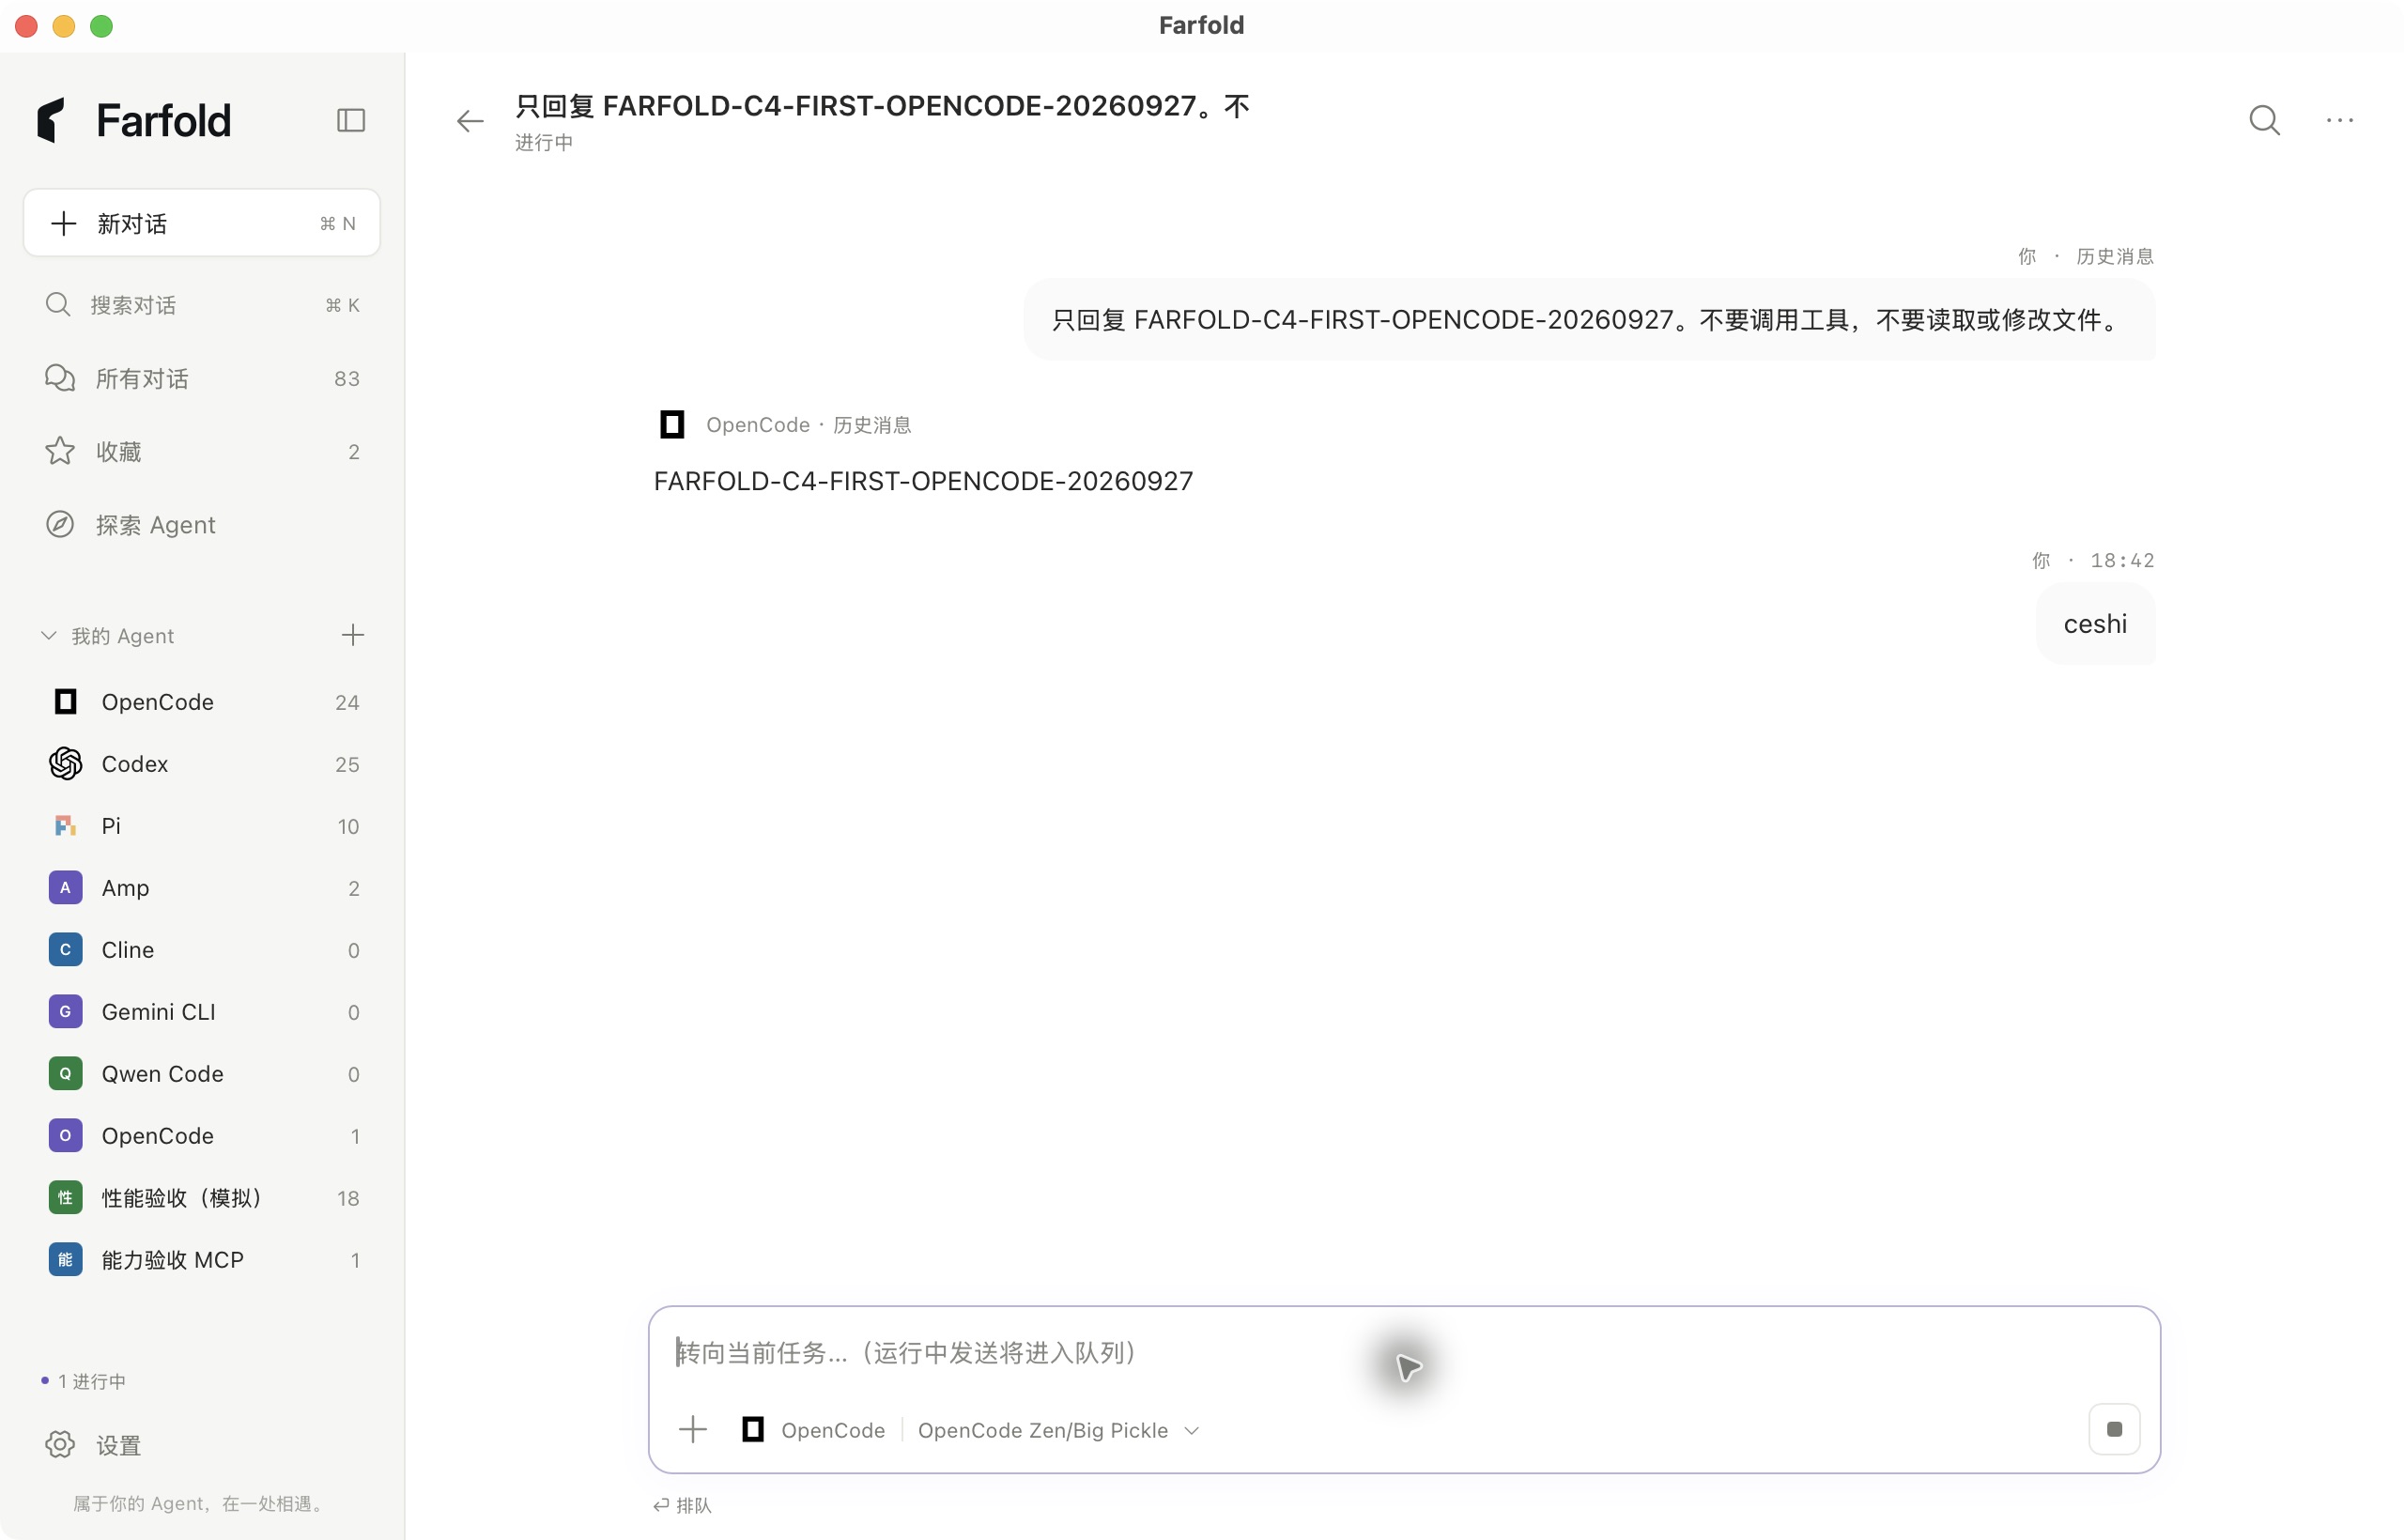 Farfold
Farfold
新对话 ⌘ N
搜索对话 ⌘ K
所有对话 83
收藏 2
探索 Agent
我的 Agent
OpenCode 24
Codex 25
Pi 10
A Amp 2
C Cline 0
G Gemini CLI 0
Q Qwen Code 0
O OpenCode 1
性 性能验收（模拟） 18
能 能力验收 MCP 1
1 进行中
设置
属于你的 Agent，在一处相遇。
只回复 FARFOLD-C4-FIRST-OPENCODE-20260927。不
进行中
你 · 历史消息
只回复 FARFOLD-C4-FIRST-OPENCODE-20260927。不要调用工具，不要读取或修改文件。
OpenCode · 历史消息
FARFOLD-C4-FIRST-OPENCODE-20260927
你 · 18:42
ceshi
转向当前任务...（运行中发送将进入队列）
OpenCode OpenCode Zen/Big Pickle
排队